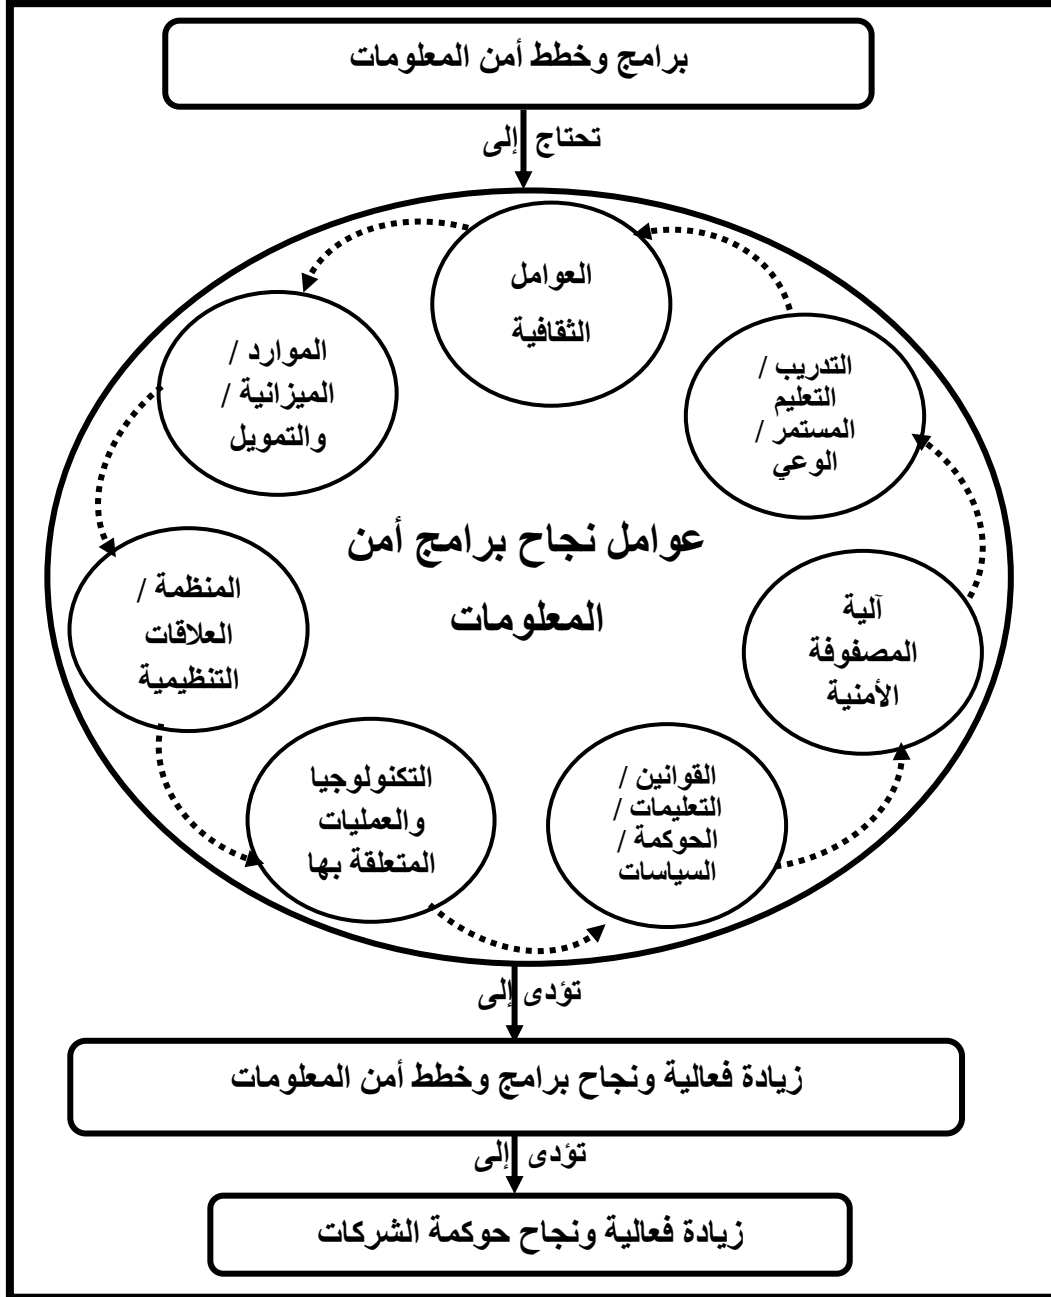 برامج وخطط أمن المعلومات
تحتاج إلى
العوامل
الثقافية
الموارد /
الميزانية /
والتمويل
المنظمة /
العلاقات
التنظيمية
التكنولوجيا
والعمليات
المتعلقة بها
القوانين /
التعليمات /
الحوكمة /
السياسات
آلية
المصفوفة
الأمنية
التدريب /
التعليم
المستمر /
الوعي
عوامل نجاح برامج أمن
المعلومات
تؤدى إلى
زيادة فعالية ونجاح برامج وخطط أمن المعلومات
تؤدى إلى
زيادة فعالية ونجاح حوكمة الشركات